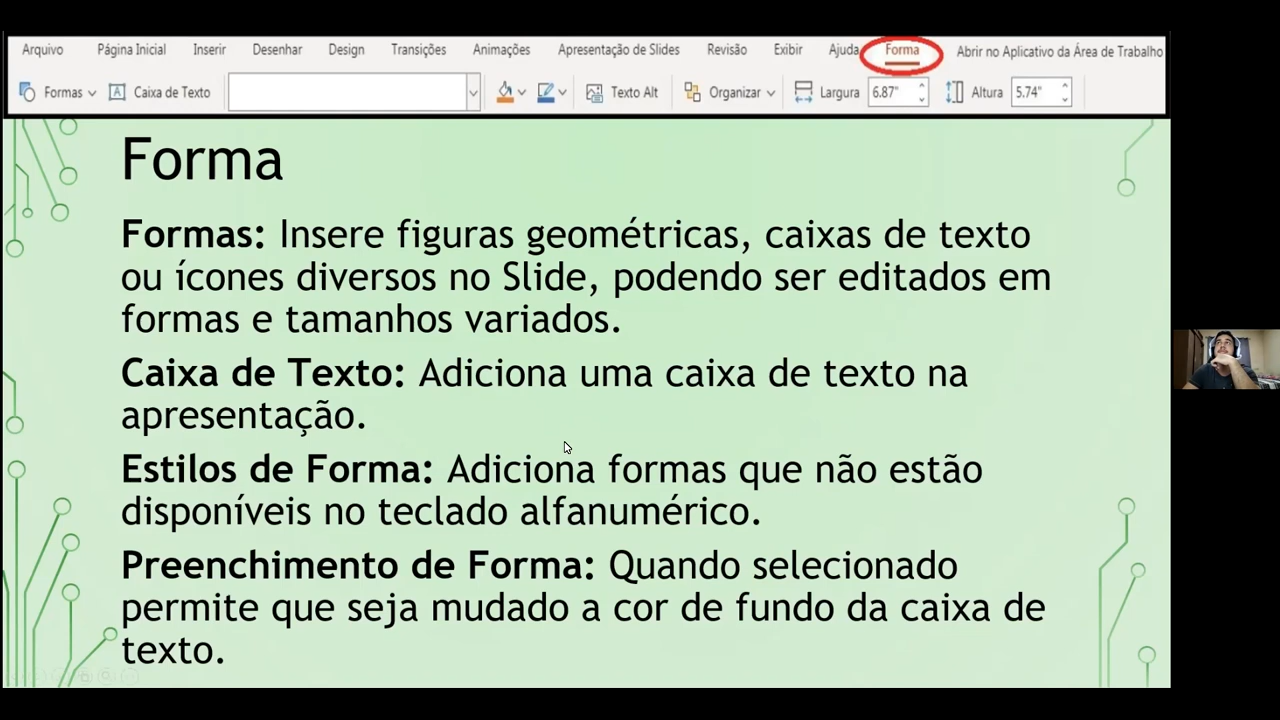 Arquivo Página Inicial Inserir Desenhar Design Transições Animações Apresentação de Slides Revisão Exibir Ajuda Forma Abrir no Aplicativo da Área de Trabalho
Formas Caixa de Texto Texto Alt Organizar Largura 6.87" Altura 5.74"
Forma
Formas: Insere figuras geométricas, caixas de texto
ou ícones diversos no Slide, podendo ser editados em
formas e tamanhos variados.
Caixa de Texto: Adiciona uma caixa de texto na
apresentação.
Estilos de Forma: Adiciona formas que não estão
disponíveis no teclado alfanumérico.
Preenchimento de Forma: Quando selecionado
permite que seja mudado a cor de fundo da caixa de
texto.